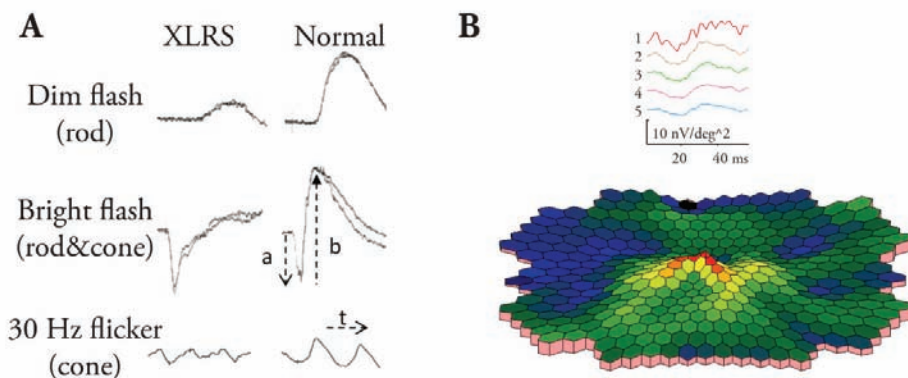 A
XLRS Normal
Dim flash
(rod)
Bright flash
(rod&cone)
a
b
30 Hz flicker
(cone)
t
B
1
2
3
4
5
10 nV/deg^2
20 40 ms